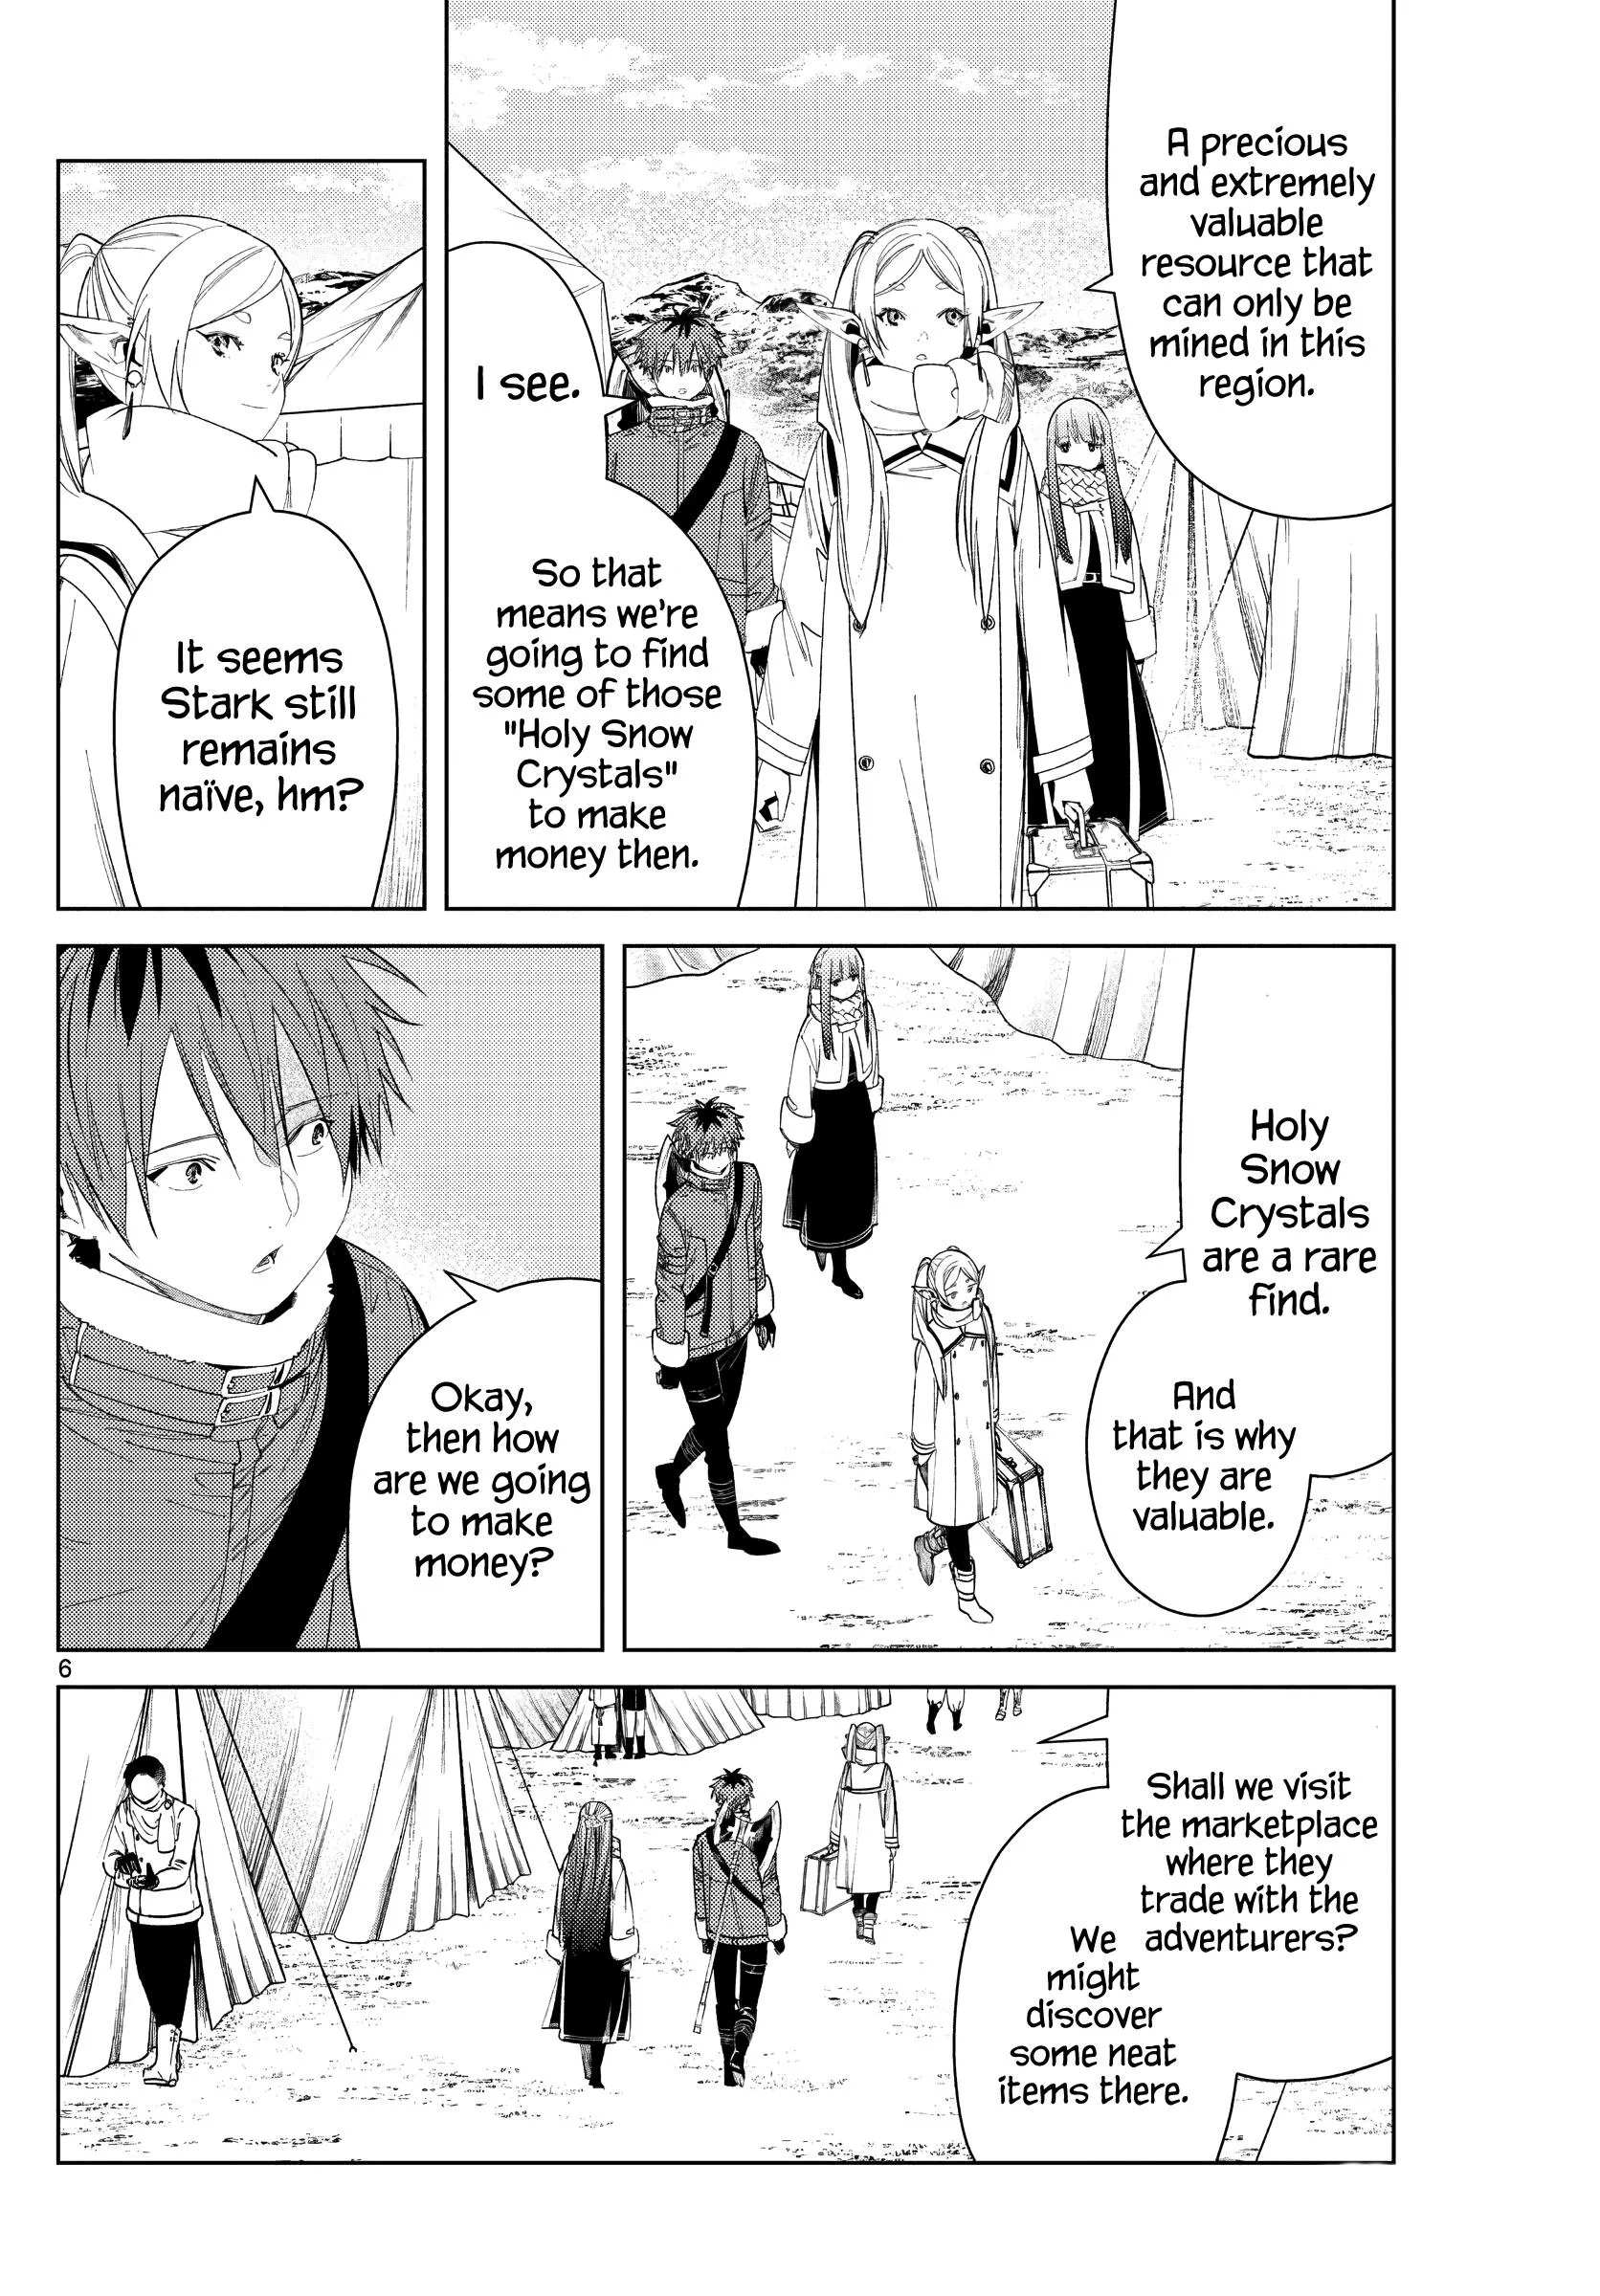 A precious
and extremely
valuable
resource that
can only be
mined in this
region.
I see.
So that
means we're
going to find
some of those
"Holy Snow
Crystals"
to make
money then.
It seems
Stark still
remains
naïve, hm?
Holy
Snow
Crystals
are a rare
find.
And
that is why
they are
valuable.
Okay,
then how
are we going
to make
money?
6
Shall we visit
the marketplace
where they
trade with the
adventurers?
We
might
discover
some neat
items there.